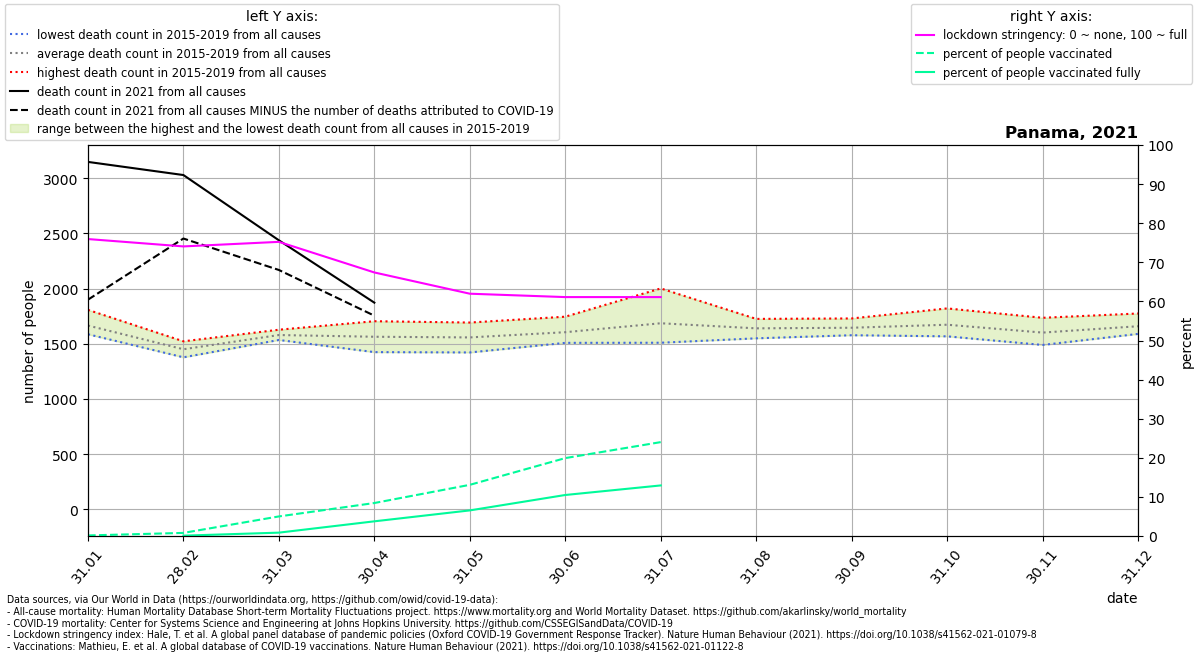 left Y axis:
lowest death count in 2015-2019 from all causes
average death count in 2015-2019 from all causes
highest death count in 2015-2019 from all causes
death count in 2021 from all causes
death count in 2021 from all causes MINUS the number of deaths attributed to COVID-19
range between the highest and the lowest death count from all causes in 2015-2019
right Y axis:
lockdown stringency: 0 ~ none, 100 ~ full
percent of people vaccinated
percent of people vaccinated fully
Panama, 2021
number of people
3000
2500
2000
1500
1000
500
0
100
90
80
70
60
50
40
30
20
10
0
percent
31.01
28.02
31.03
30.04
31.05
30.06
31.07
31.08
30.09
31.10
30.11
31.12
date
Data sources, via Our World in Data (https://ourworldindata.org, https://github.com/owid/covid-19-data):
- All-cause mortality: Human Mortality Database Short-term Mortality Fluctuations project. https://www.mortality.org and World Mortality Dataset. https://github.com/akarlinsky/world_mortality
- COVID-19 mortality: Center for Systems Science and Engineering at Johns Hopkins University. https://github.com/CSSEGISandData/COVID-19
- Lockdown stringency index: Hale, T. et al. A global panel database of pandemic policies (Oxford COVID-19 Government Response Tracker). Nature Human Behaviour (2021). https://doi.org/10.1038/s41562-021-01079-8
- Vaccinations: Mathieu, E. et al. A global database of COVID-19 vaccinations. Nature Human Behaviour (2021). https://doi.org/10.1038/s41562-021-01122-8